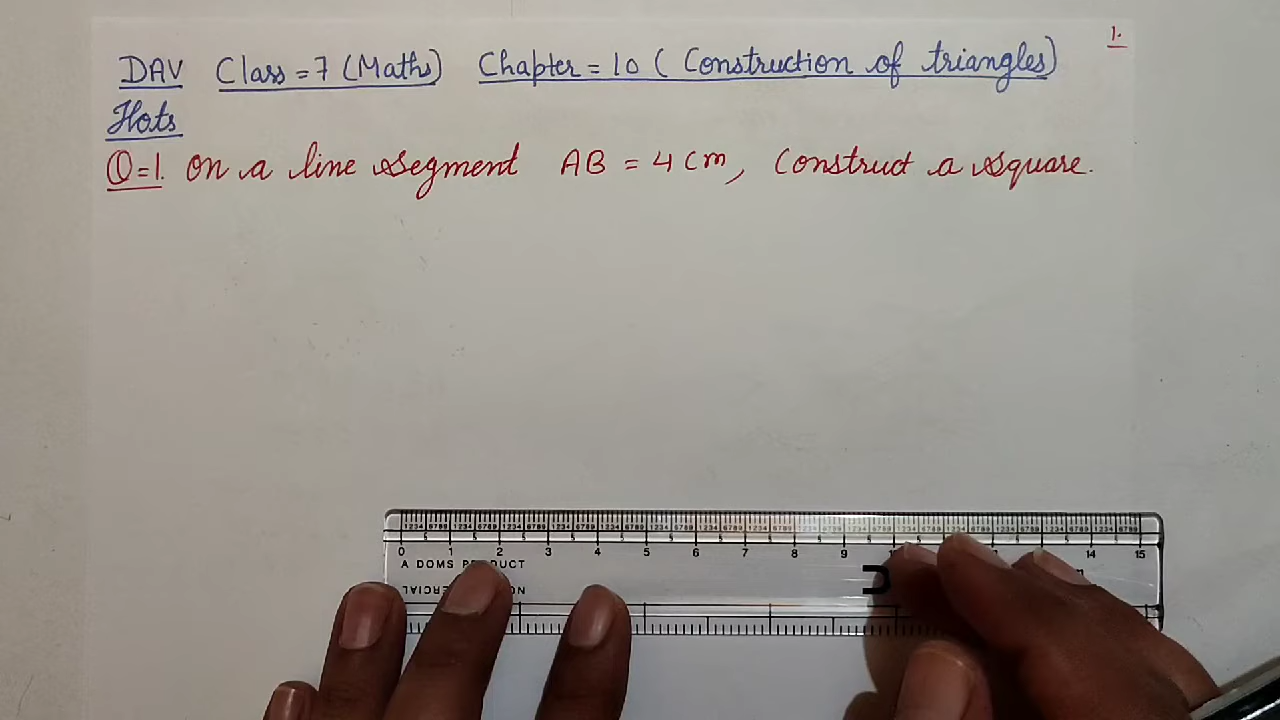 1.
DAV Class = 7 (Maths) Chapter = 10 (Construction of triangles)
Hots
Q=1. On a line segment AB = 4 cm, Construct a square.
0 1 2 3 4 5 6 7 8 9 14 15
A DOMS